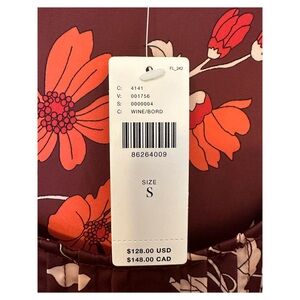 FL_242
C: 4141
V: 001756
S: 0000004
C: WINE/BORD
86264009
SIZE
S
$128.00 USD
$148.00 CAD